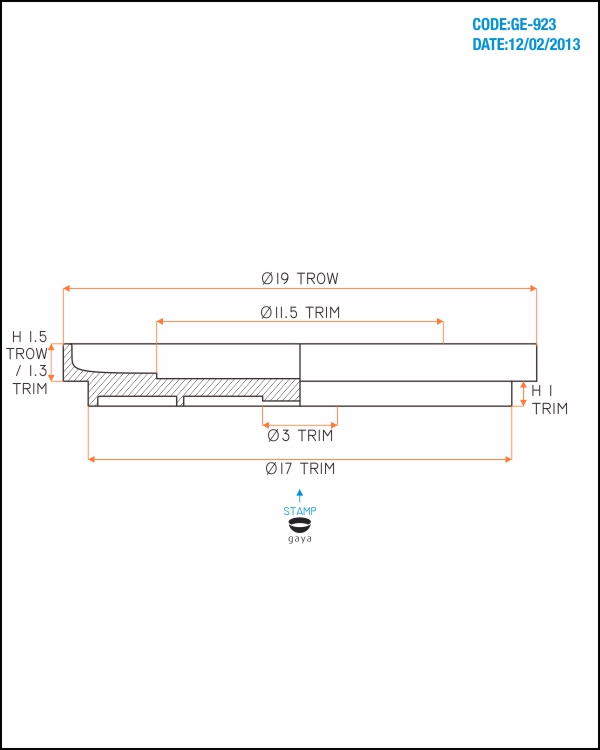 CODE:GE-923
DATE:12/02/2013
Ø19 TROW
Ø11.5 TRIM
H 1.5
TROW
/ 1.3
TRIM
H 1
TRIM
Ø3 TRIM
Ø17 TRIM
STAMP
gaya